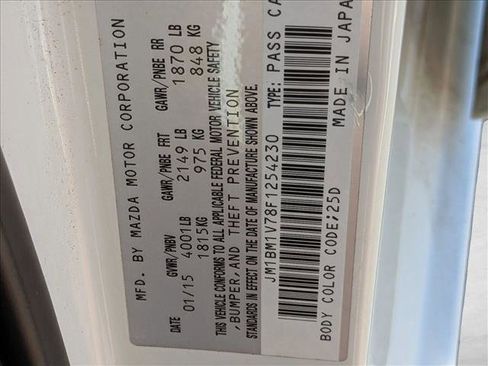 MFD. BY MAZDA MOTOR CORPORATION
DATE GVWR/PNBV GAWR/PNBE FRT GAWR/PNBE RR
01/15 4001LB 2149 LB 1870 LB
1815KG 975 KG 848 KG
THIS VEHICLE CONFORMS TO ALL APPLICABLE FEDERAL MOTOR VEHICLE SAFETY
,BUMPER,AND THEFT PREVENTION
STANDARDS IN EFFECT ON THE DATE OF MANUFACTURE SHOWN ABOVE.
JM1BM1V78F1254230 TYPE: PASS CA
MADE IN JAPA
BODY COLOR CODE;25D